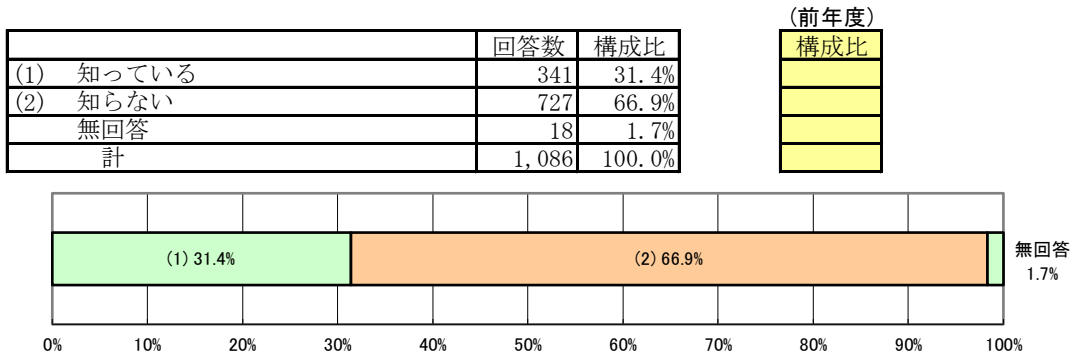 (前年度)
回答数 構成比 構成比
(1) 知っている 341 31.4%
(2) 知らない 727 66.9%
無回答 18 1.7%
計 1,086 100.0%
(1) 31.4% (2) 66.9% 無回答
1.7%
0% 10% 20% 30% 40% 50% 60% 70% 80% 90% 100%